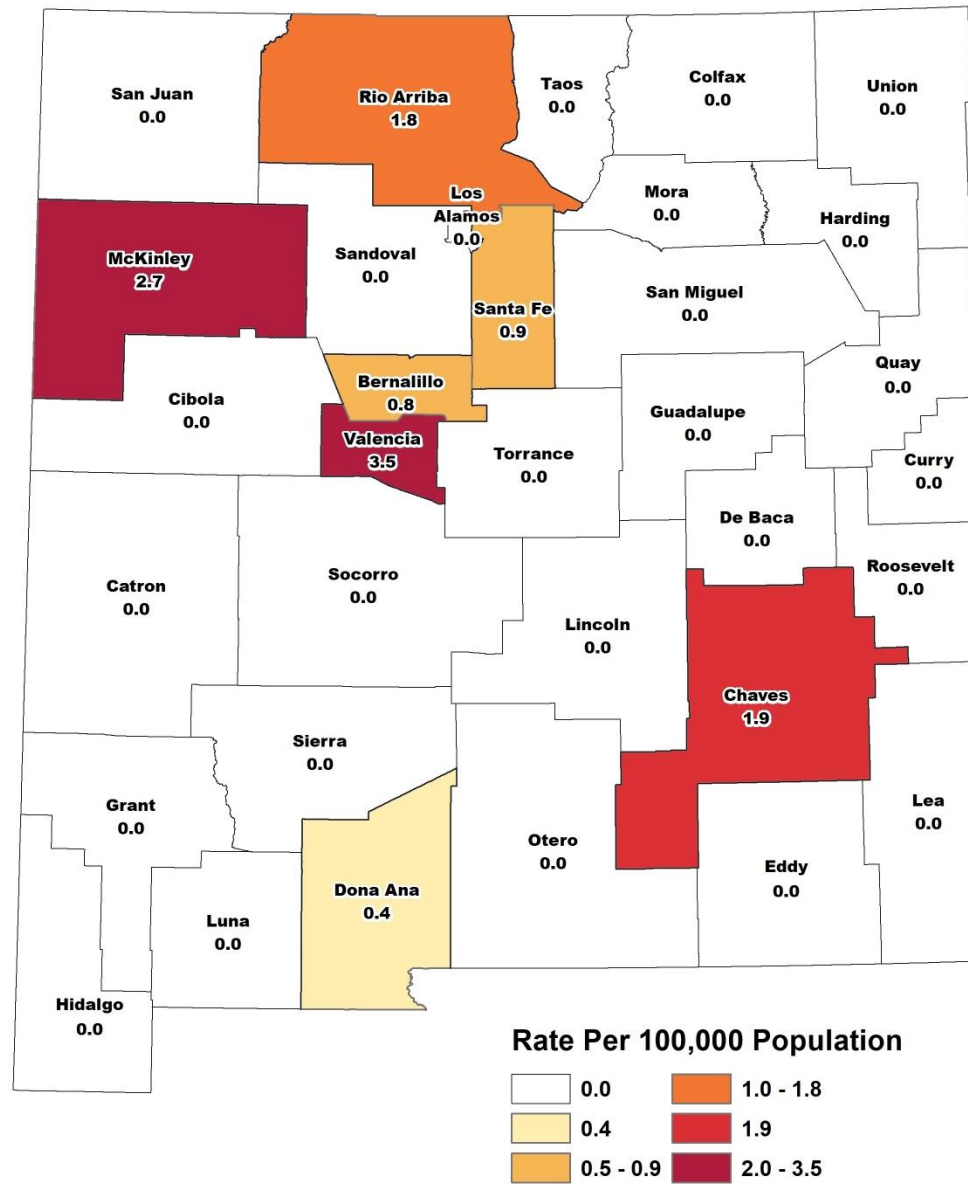 San Juan
0.0
Rio Arriba
1.8
Taos
0.0
Colfax
0.0
Union
0.0
Los
Alamos
0.0
Mora
0.0
Harding
0.0
McKinley
2.7
Sandoval
0.0
Santa Fe
0.9
San Miguel
0.0
Quay
0.0
Cibola
0.0
Bernalillo
0.8
Guadalupe
0.0
Valencia
3.5
Torrance
0.0
Curry
0.0
De Baca
0.0
Roosevelt
0.0
Catron
0.0
Socorro
0.0
Lincoln
0.0
Chaves
1.9
Sierra
0.0
Grant
0.0
Otero
0.0
Lea
0.0
Eddy
0.0
Dona Ana
0.4
Luna
0.0
Hidalgo
0.0
Rate Per 100,000 Population
0.0
0.4
0.5 - 0.9
1.0 - 1.8
1.9
2.0 - 3.5